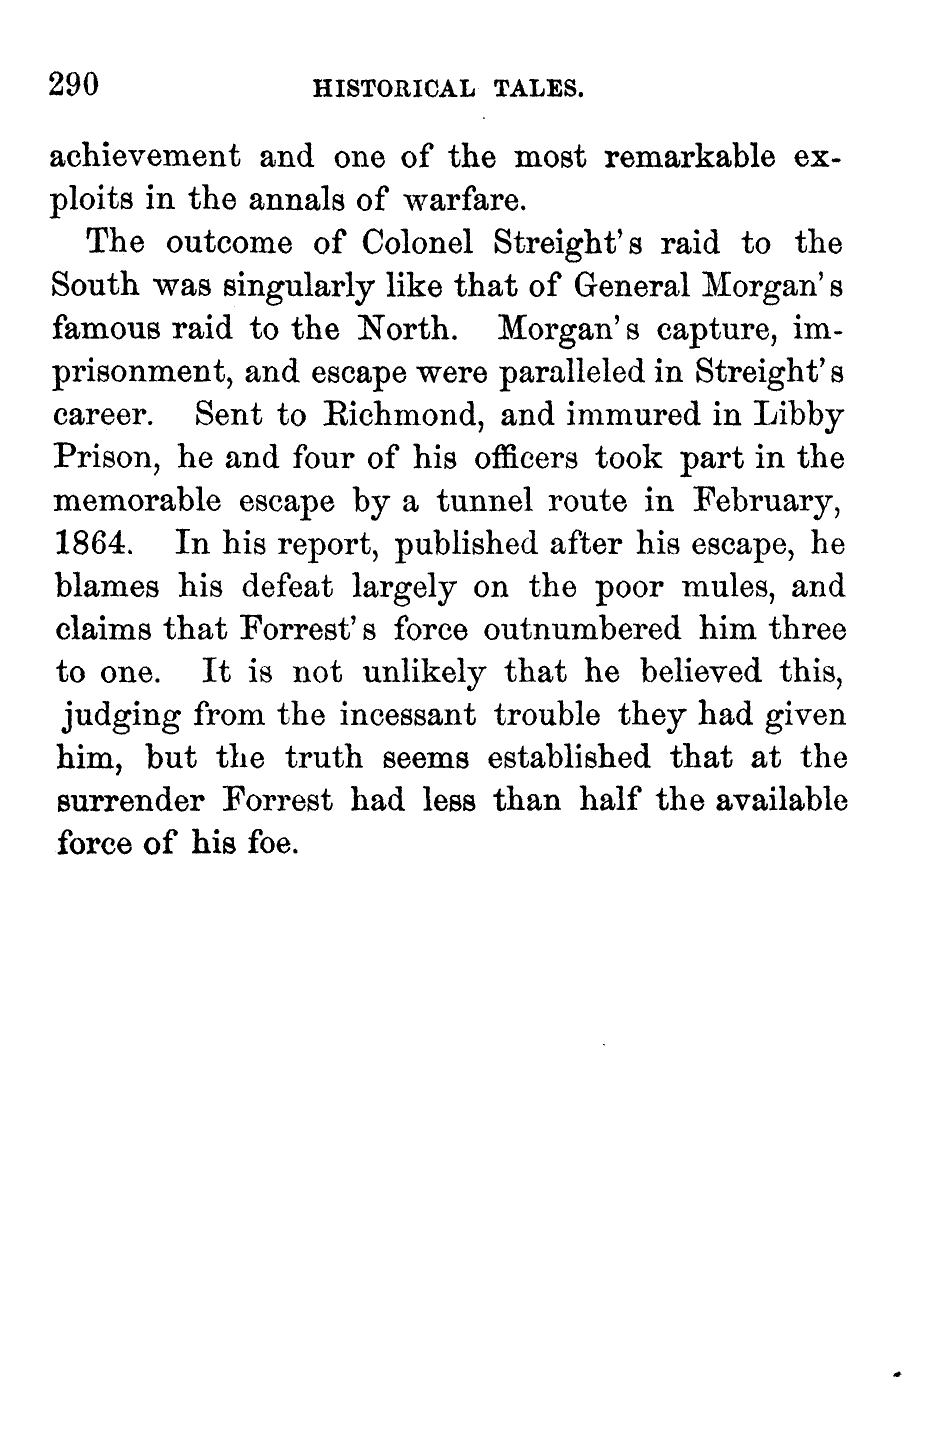 290 HISTORICAL TALES.
achievement and one of the most remarkable ex-
ploits in the annals of warfare.
The outcome of Colonel Streight's raid to the
South was singularly like that of General Morgan's
famous raid to the North. Morgan's capture, im-
prisonment, and escape were paralleled in Streight's
career. Sent to Richmond, and immured in Libby
Prison, he and four of his officers took part in the
memorable escape by a tunnel route in February,
1864. In his report, published after his escape, he
blames his defeat largely on the poor mules, and
claims that Forrest's force outnumbered him three
to one. It is not unlikely that he believed this,
judging from the incessant trouble they had given
him, but the truth seems established that at the
surrender Forrest had less than half the available
force of his foe.